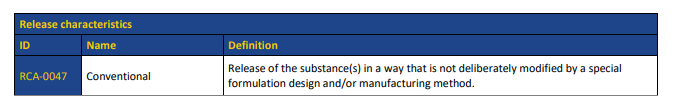 Release characteristics
ID Name Definition
RCA-0047 Conventional Release of the substance(s) in a way that is not deliberately modified by a special
formulation design and/or manufacturing method.